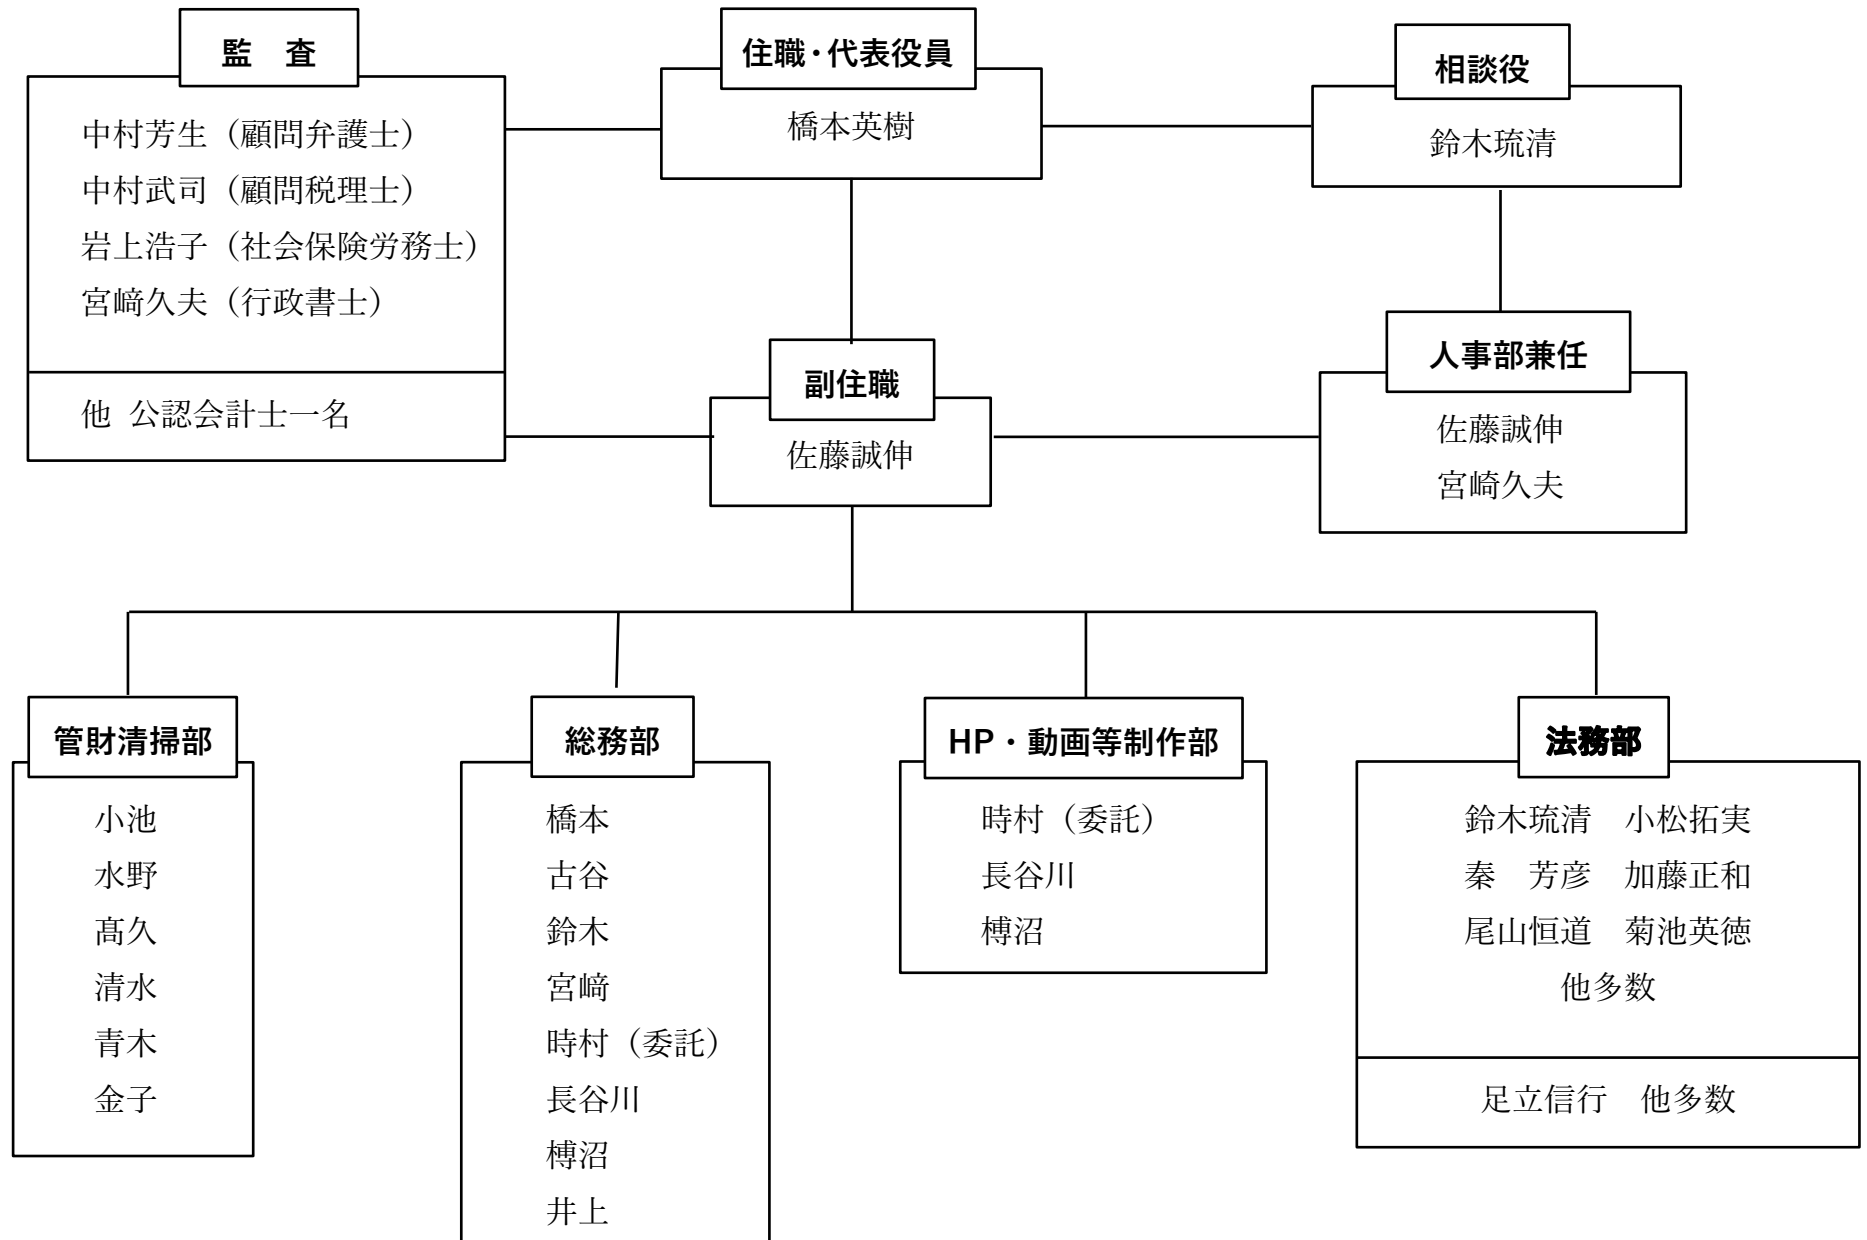 監　査
中村芳生（顧問弁護士）
中村武司（顧問税理士）
岩上浩子（社会保険労務士）
宮﨑久夫（行政書士）
他 公認会計士一名
住職・代表役員
橋本英樹
相談役
鈴木琉清
副住職
佐藤誠伸
人事部兼任
佐藤誠伸
宮崎久夫
管財清掃部
小池
水野
髙久
清水
青木
金子
総務部
橋本
古谷
鈴木
宮﨑
時村（委託）
長谷川
榑沼
井上
HP・動画等制作部
時村（委託）
長谷川
榑沼
法務部
鈴木琉清　小松拓実
秦　芳彦　加藤正和
尾山恒道　菊池英徳
他多数
足立信行　他多数